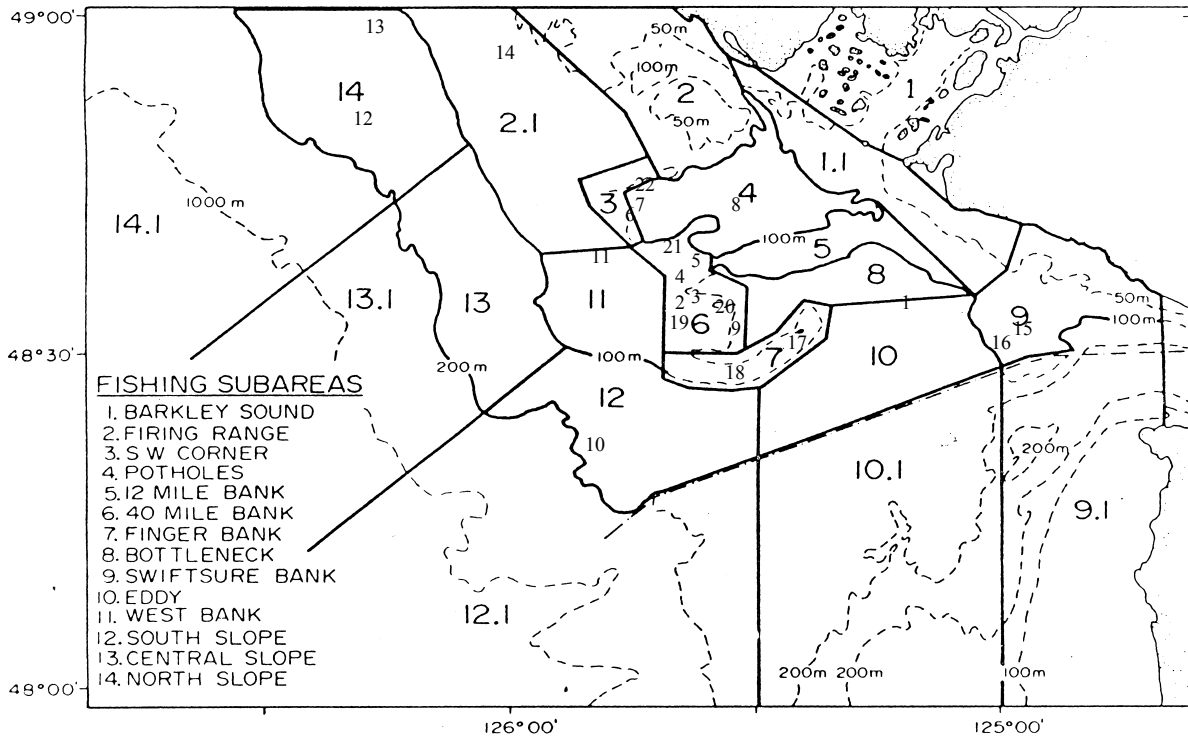 49°00'
13
14
50m
100m
2
50m
1
14
12
2.1
1.1
1000 m
14.1
3
22
7
6
4
8
21
100m
5
11
5
4
8
13.1
13
11
2
3
20
19
6
9
1
9
15
50m
100m
16
17
48°30'
200m
100m
18
7
10
12
10
FISHING SUBAREAS
1. BARKLEY SOUND
2. FIRING RANGE
3. S W CORNER
4. POTHOLES
5. 12 MILE BANK
6. 40 MILE BANK
7. FINGER BANK
8. BOTTLENECK
9. SWIFTSURE BANK
10. EDDY
11. WEST BANK
12. SOUTH SLOPE
13. CENTRAL SLOPE
14. NORTH SLOPE
200m
10.1
9.1
12.1
200m
200m
100m
48°00'
126°00'
125°00'